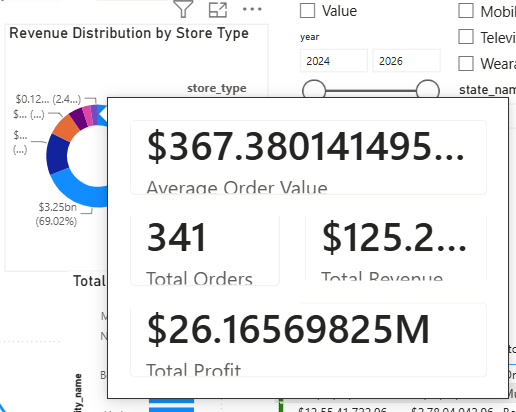 Value
Mobil
Revenue Distribution by Store Type
year
Televi
2024
2026
Weara
store_type
state_nam
$0.12... (2.4...)
$... (...)
$...
(...)
$3.25bn
(69.02%)
$367.380141495...
Average Order Value
341
$125.2...
Total Orders
Total Revenue
$26.16569825M
Total Profit
Total
M
N
B
ity_name